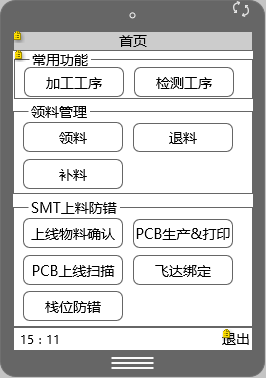 首页
常用功能
加工工序 检测工序
领料管理
领料 退料
补料
SMT上料防错
上线物料确认 PCB生产&打印
PCB上线扫描 飞达绑定
栈位防错
15：11 退出